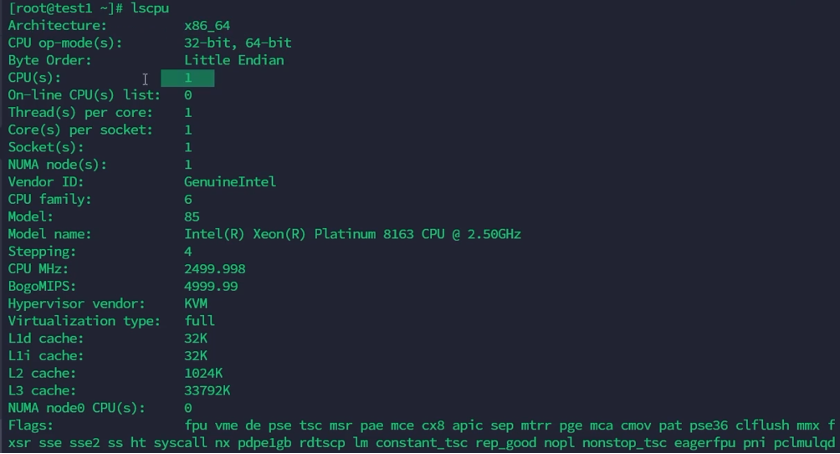 [root@test1 ~]# lscpu
Architecture: x86_64
CPU op-mode(s): 32-bit, 64-bit
Byte Order: Little Endian
CPU(s): 1
On-line CPU(s) list: 0
Thread(s) per core: 1
Core(s) per socket: 1
Socket(s): 1
NUMA node(s): 1
Vendor ID: GenuineIntel
CPU family: 6
Model: 85
Model name: Intel(R) Xeon(R) Platinum 8163 CPU @ 2.50GHz
Stepping: 4
CPU MHz: 2499.998
BogoMIPS: 4999.99
Hypervisor vendor: KVM
Virtualization type: full
L1d cache: 32K
L1i cache: 32K
L2 cache: 1024K
L3 cache: 33792K
NUMA node0 CPU(s): 0
Flags: fpu vme de pse tsc msr pae mce cx8 apic sep mtrr pge mca cmov pat pse36 clflush mmx f
xsr sse sse2 ss ht syscall nx pdpe1gb rdtscp lm constant_tsc rep_good nopl nonstop_tsc eagerfpu pni pclmulqd